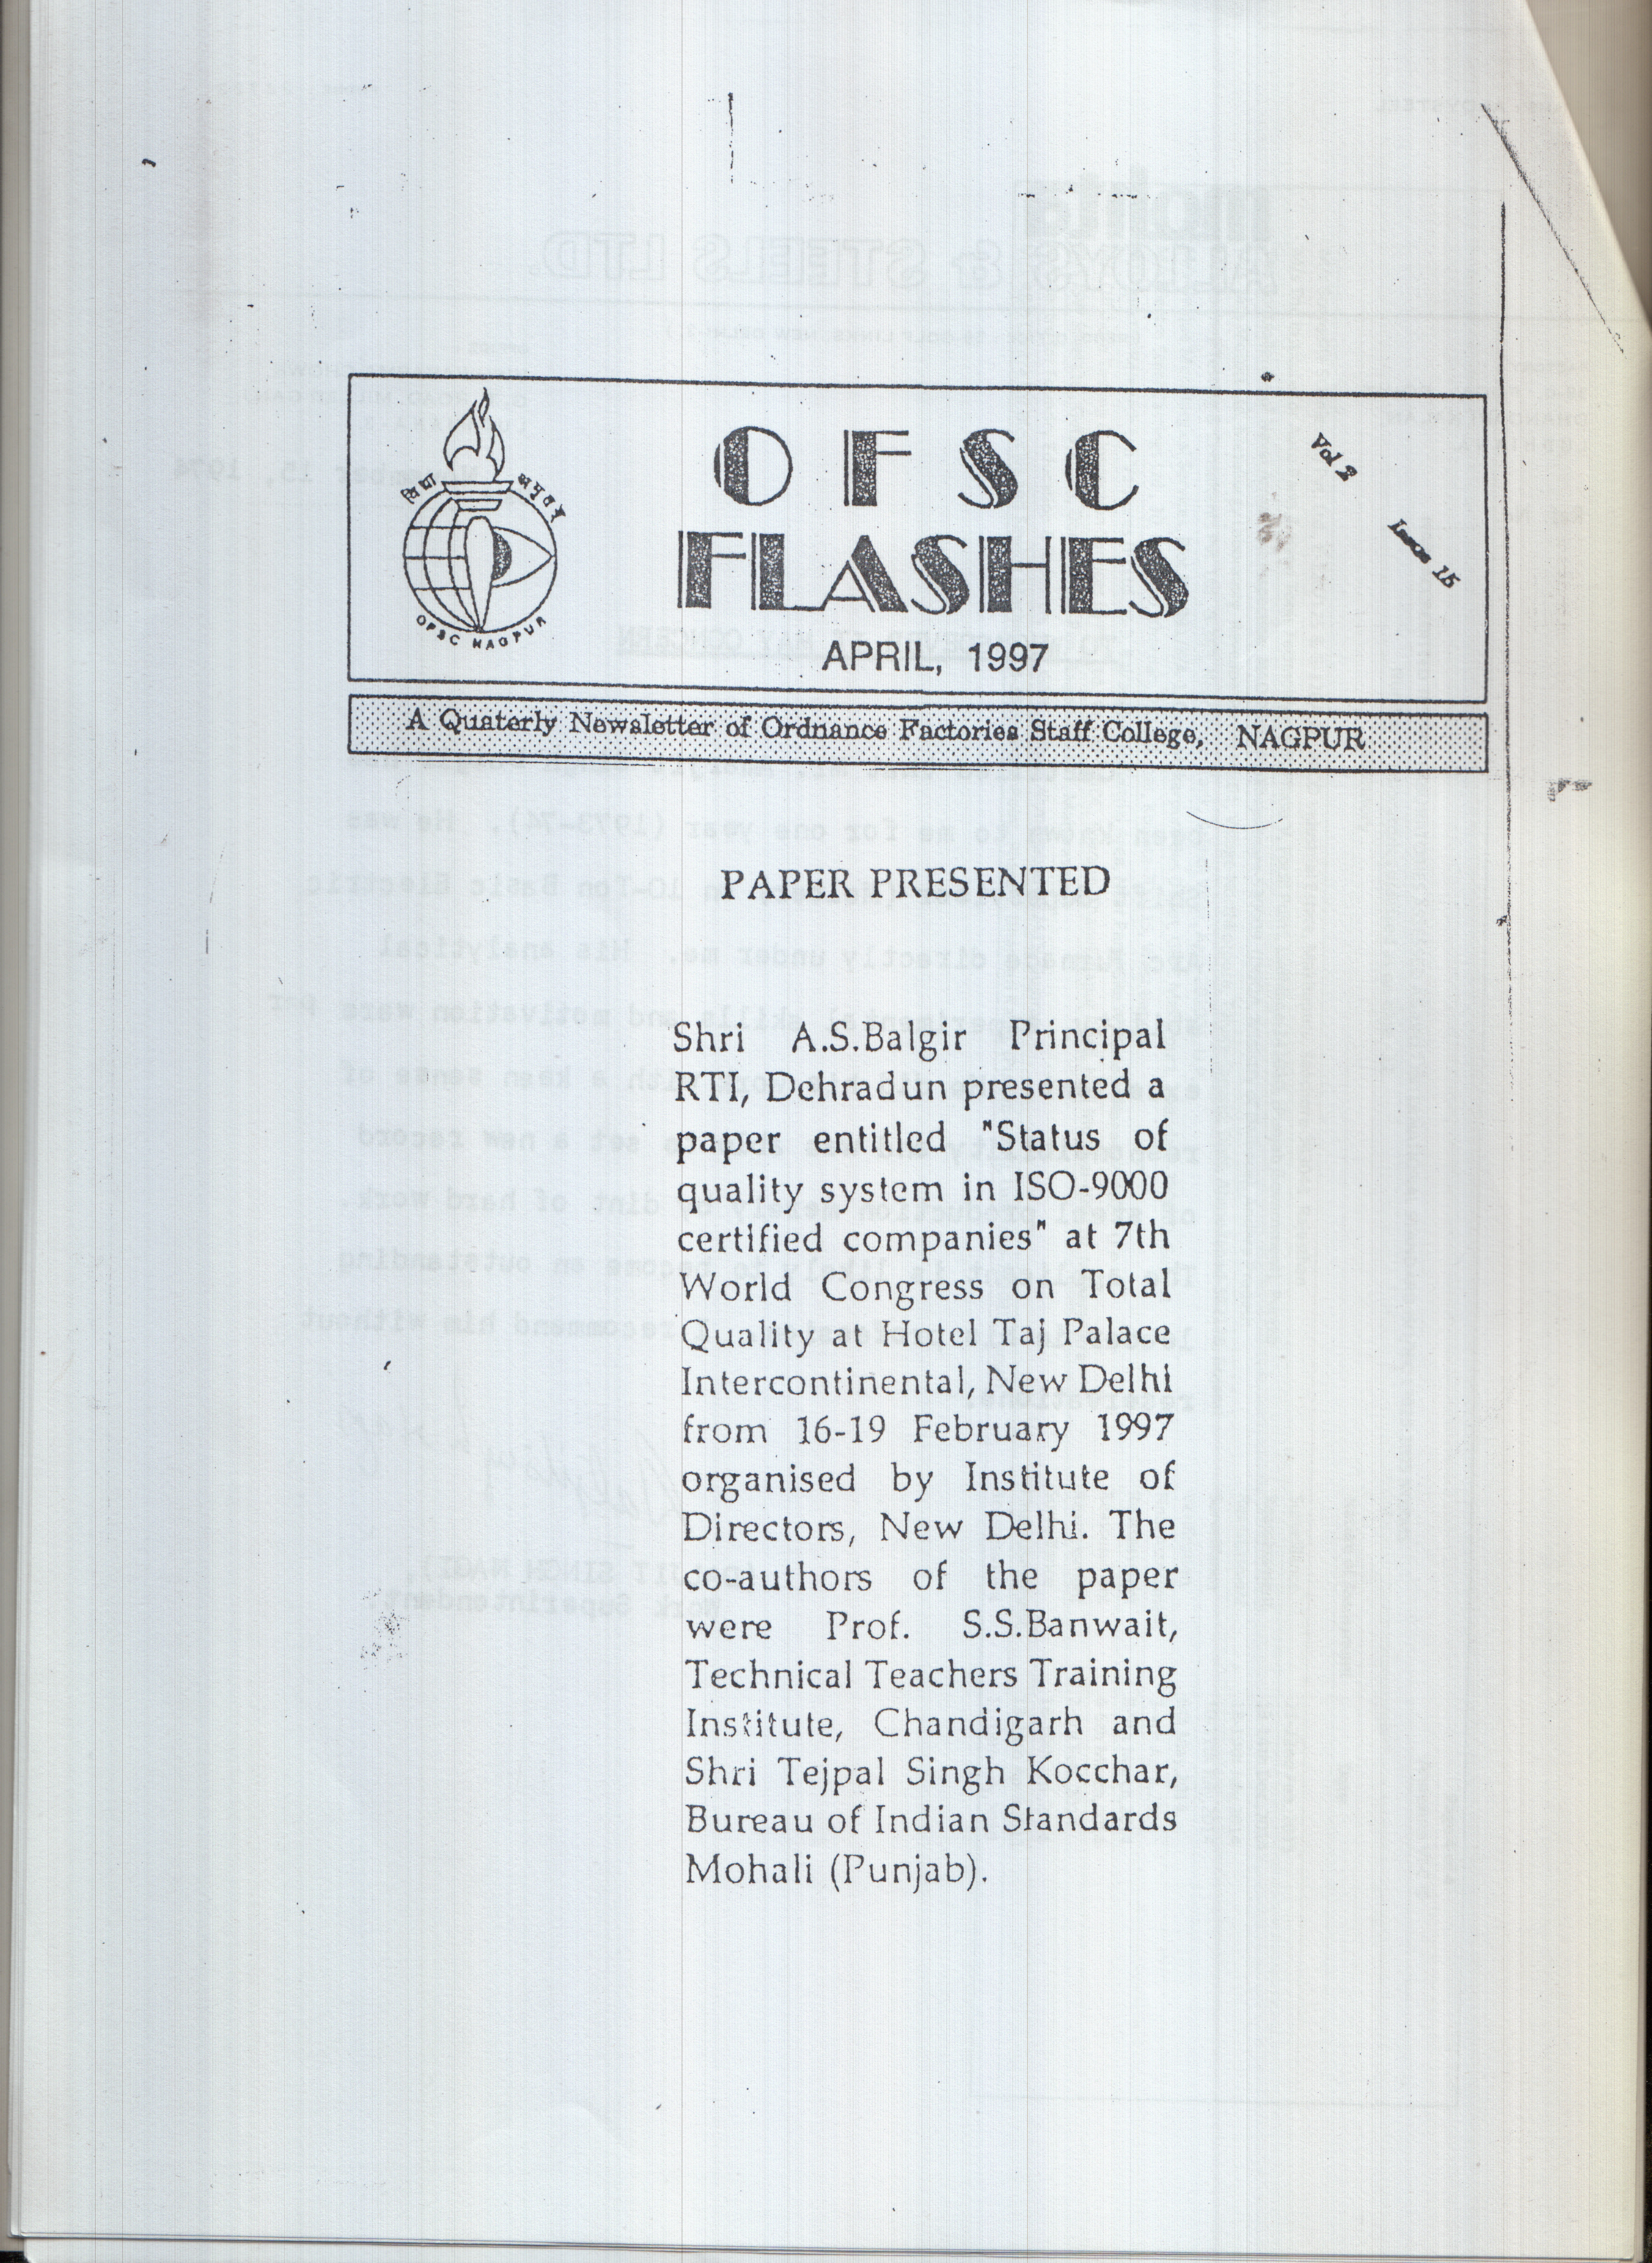 विद्या अमृतम्
OFSC NAGPUR
O F S C
FLASHES
APRIL, 1997
Vol 2
Issue 15
A Quaterly Newsletter of Ordnance Factories Staff College, NAGPUR
PAPER PRESENTED
Shri A.S.Balgir Principal
RTI, Dehradun presented a
paper entitled "Status of
quality system in ISO-9000
certified companies" at 7th
World Congress on Total
Quality at Hotel Taj Palace
Intercontinental, New Delhi
from 16-19 February 1997
organised by Institute of
Directors, New Delhi. The
co-authors of the paper
were Prof. S.S.Banwait,
Technical Teachers Training
Institute, Chandigarh and
Shri Tejpal Singh Kocchar,
Bureau of Indian Standards
Mohali (Punjab).